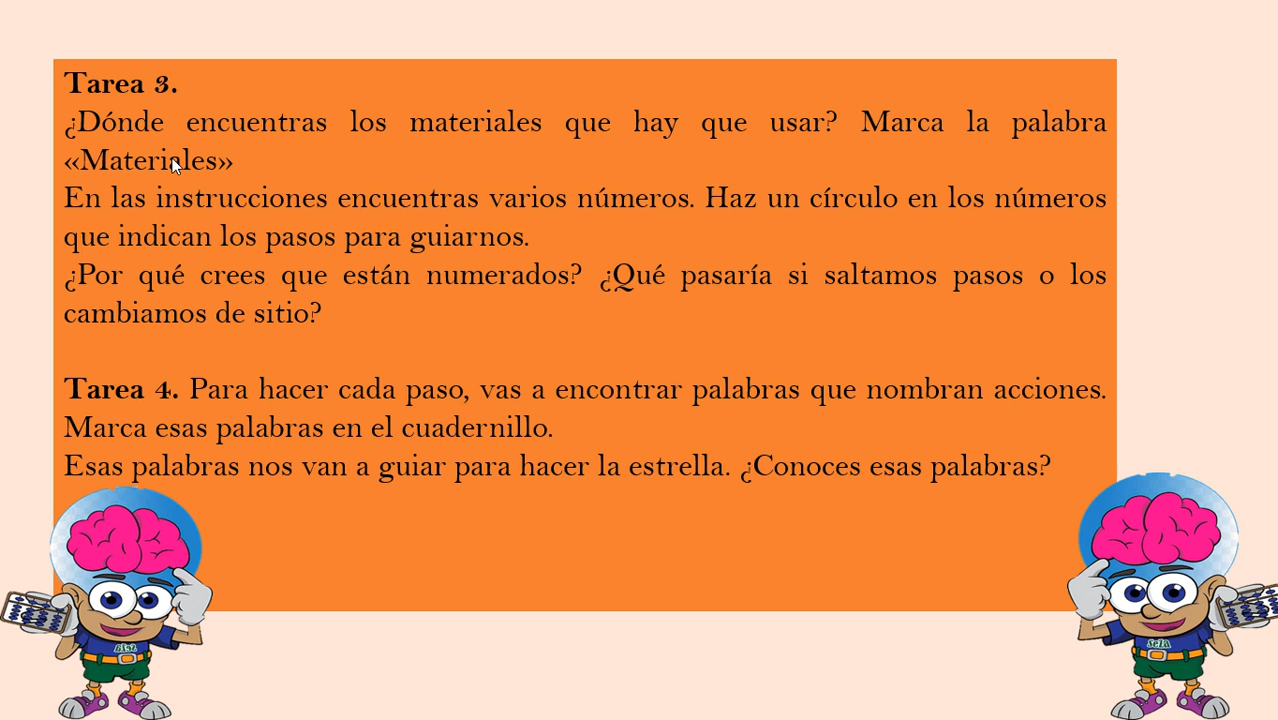 Tarea 3.
¿Dónde encuentras los materiales que hay que usar? Marca la palabra
«Materiales»
En las instrucciones encuentras varios números. Haz un círculo en los números
que indican los pasos para guiarnos.
¿Por qué crees que están numerados? ¿Qué pasaría si saltamos pasos o los
cambiamos de sitio?
Tarea 4. Para hacer cada paso, vas a encontrar palabras que nombran acciones.
Marca esas palabras en el cuadernillo.
Esas palabras nos van a guiar para hacer la estrella. ¿Conoces esas palabras?